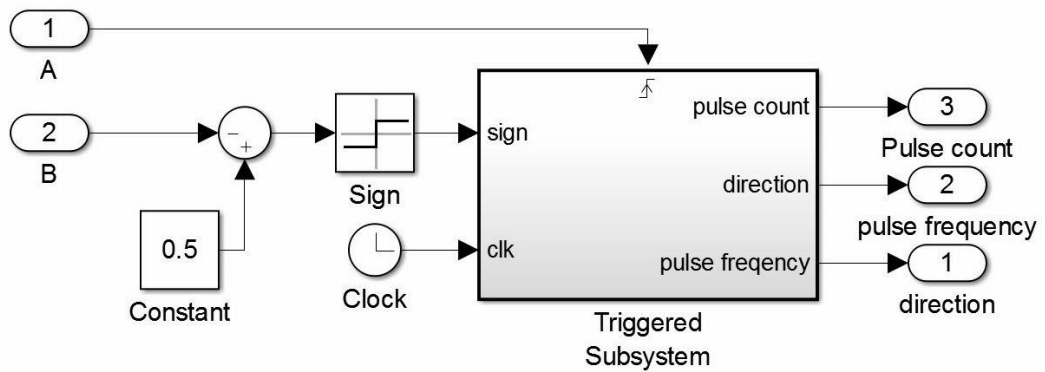 1
A
2
B
−
+
0.5
Constant
Sign
Clock
sign
clk
pulse count
direction
pulse freqency
Triggered
Subsystem
3
Pulse count
2
pulse frequency
1
direction